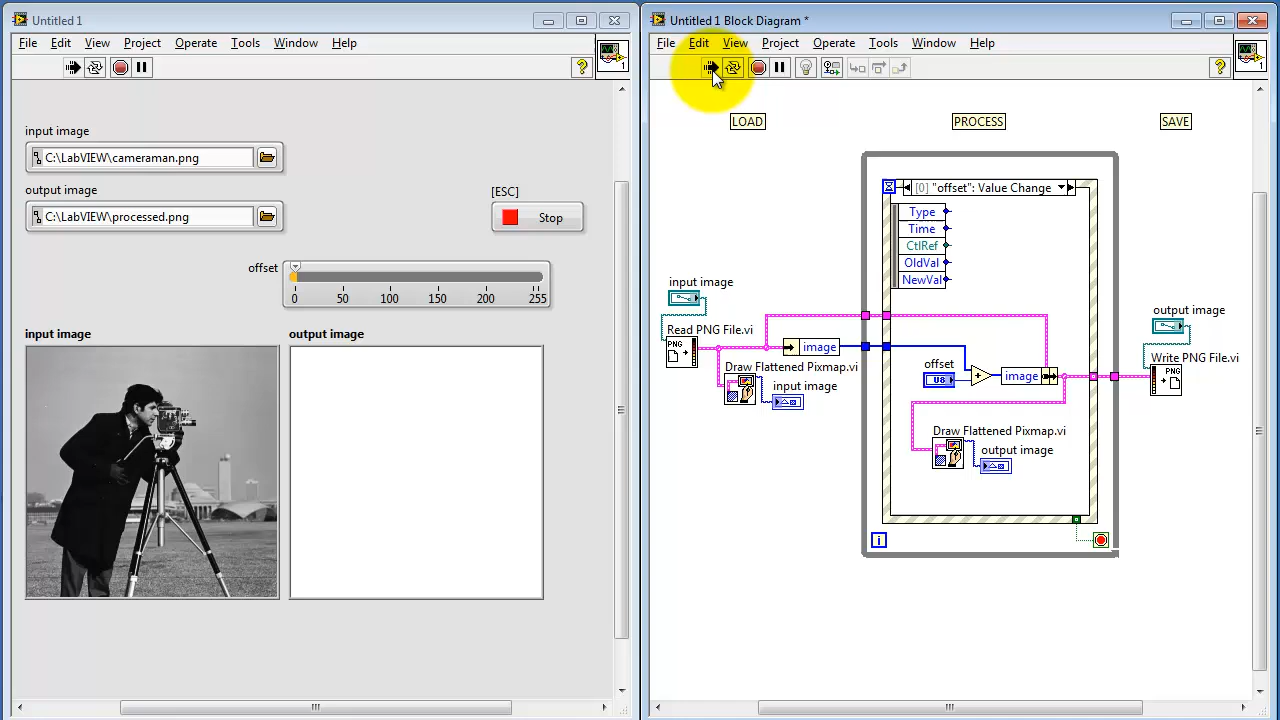 Untitled 1
File Edit View Project Operate Tools Window Help
?
1
input image
C:\LabVIEW\cameraman.png
output image
C:\LabVIEW\processed.png
[ESC]
Stop
offset
0 50 100 150 200 255
input image
output image
Untitled 1 Block Diagram *
File Edit View Project Operate Tools Window Help
?
1
LOAD
PROCESS
SAVE
[0] "offset": Value Change
Type
Time
CtlRef
OldVal
NewVal
input image
Read PNG File.vi
PNG
image
Draw Flattened Pixmap.vi
input image
offset
U8
+
image
Draw Flattened Pixmap.vi
output image
i
output image
Write PNG File.vi
PNG